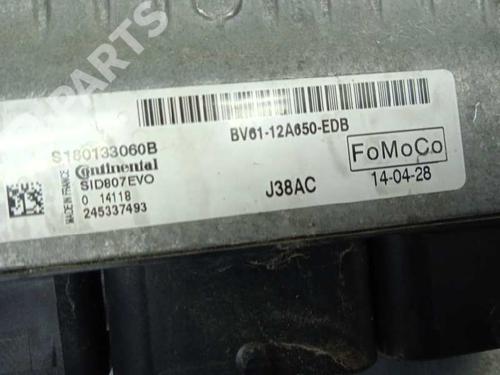 PARTS
S180133060B
Continental
SID807EVO
0 14118
245337493
MADE IN FRANCE
BV61-12A650-EDB
J38AC
FoMoCo
14-04-28